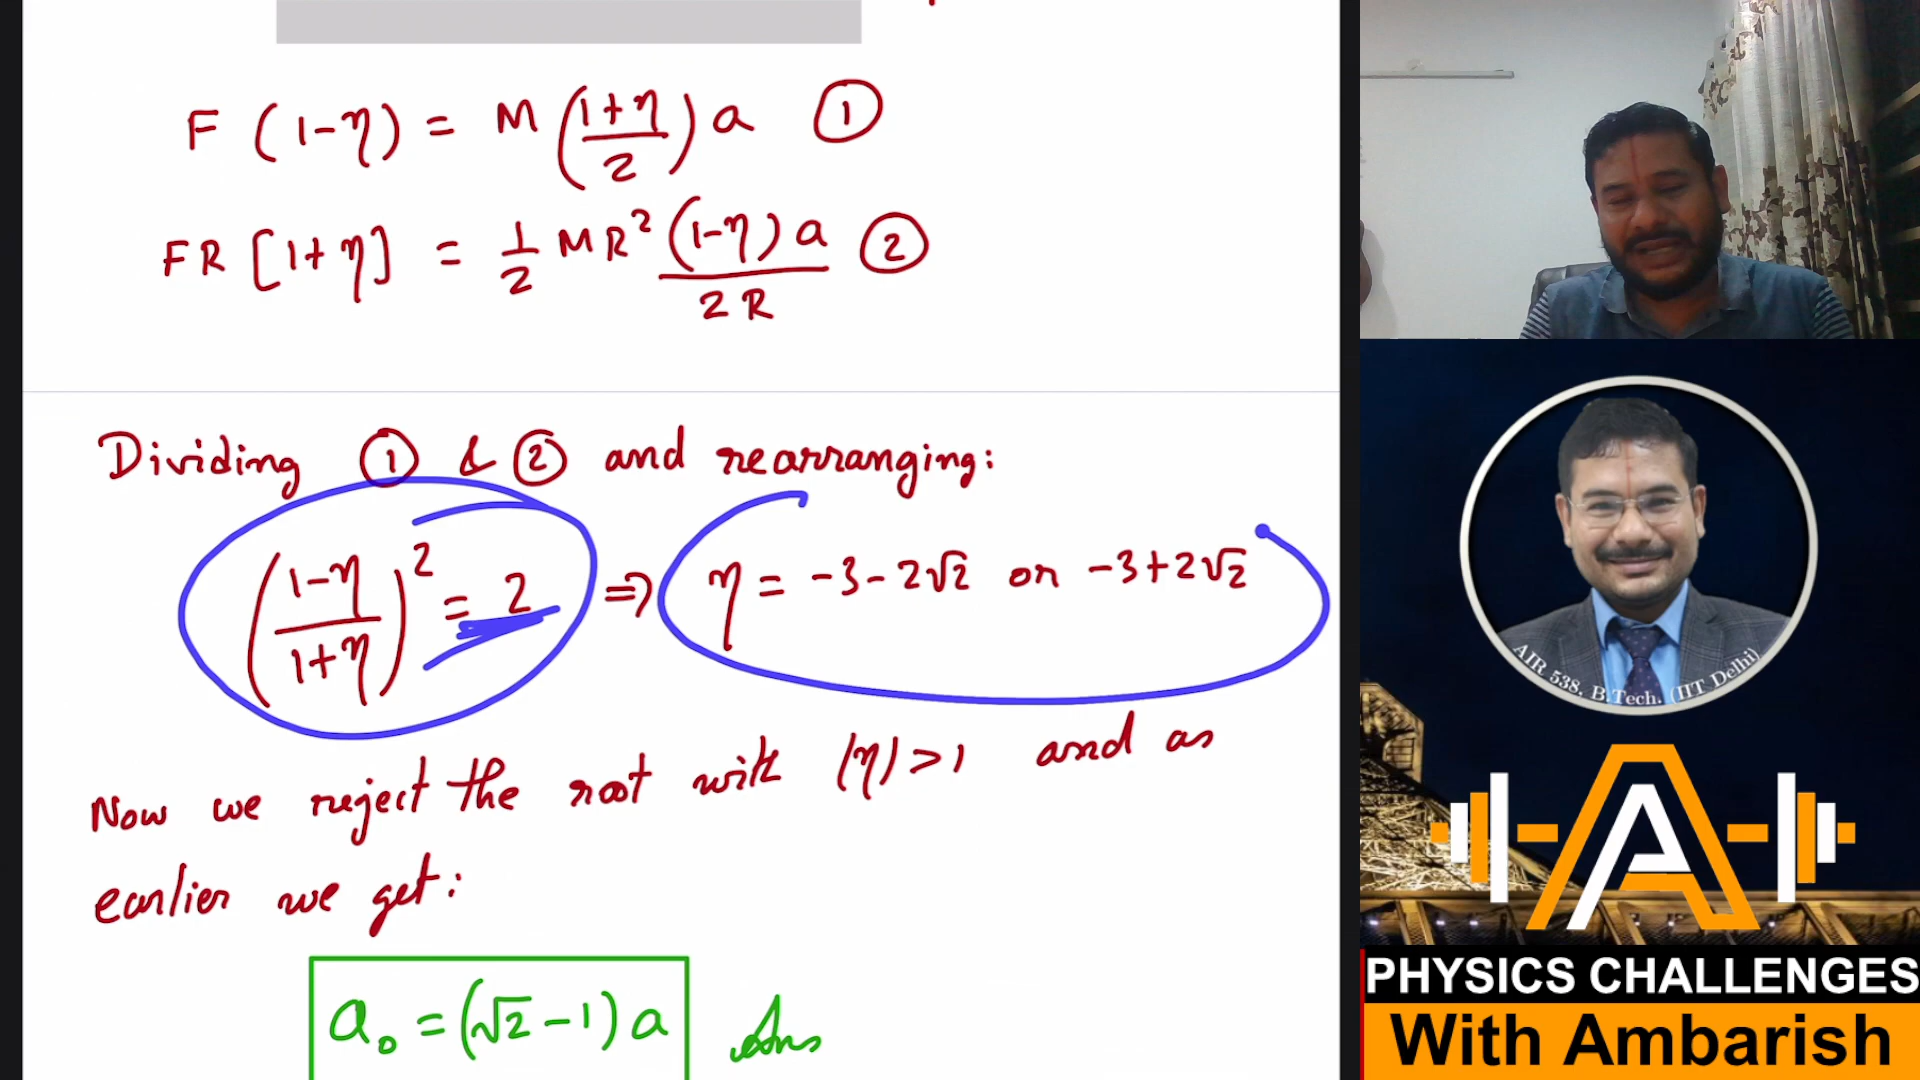 F (1-η) = M ((1+η)/2) a ①
FR [1+η] = 1/2 MR² (1-η) a / 2R ②
Dividing ① & ② and rearranging:
((1-η)/(1+η))² = 2 ⇒ η = -3-2√2 or -3+2√2
Now we reject the root with |η|>1 and as
earlier we get:
a₀ = (√2-1) a Ans
AIR 538, B.Tech. (IIT Delhi)
A
PHYSICS CHALLENGES
With Ambarish